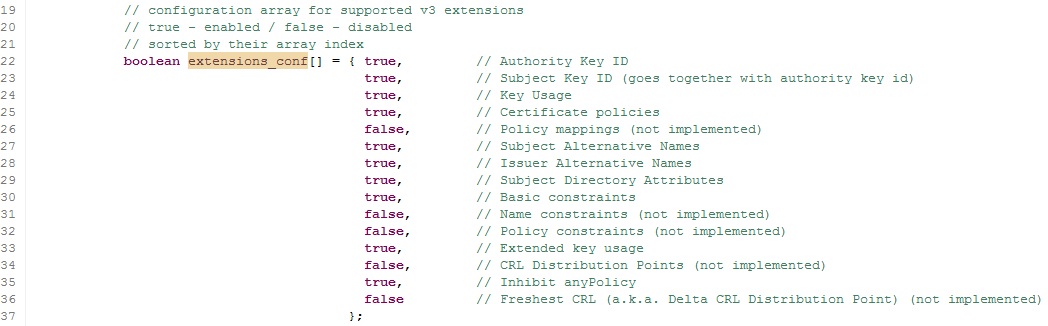 19 // configuration array for supported v3 extensions
20 // true - enabled / false - disabled
21 // sorted by their array index
22 boolean extensions_conf[] = { true, // Authority Key ID
23 true, // Subject Key ID (goes together with authority key id)
24 true, // Key Usage
25 true, // Certificate policies
26 false, // Policy mappings (not implemented)
27 true, // Subject Alternative Names
28 true, // Issuer Alternative Names
29 true, // Subject Directory Attributes
30 true, // Basic constraints
31 false, // Name constraints (not implemented)
32 false, // Policy constraints (not implemented)
33 true, // Extended key usage
34 false, // CRL Distribution Points (not implemented)
35 true, // Inhibit anyPolicy
36 false // Freshest CRL (a.k.a. Delta CRL Distribution Point) (not implemented)
37 };